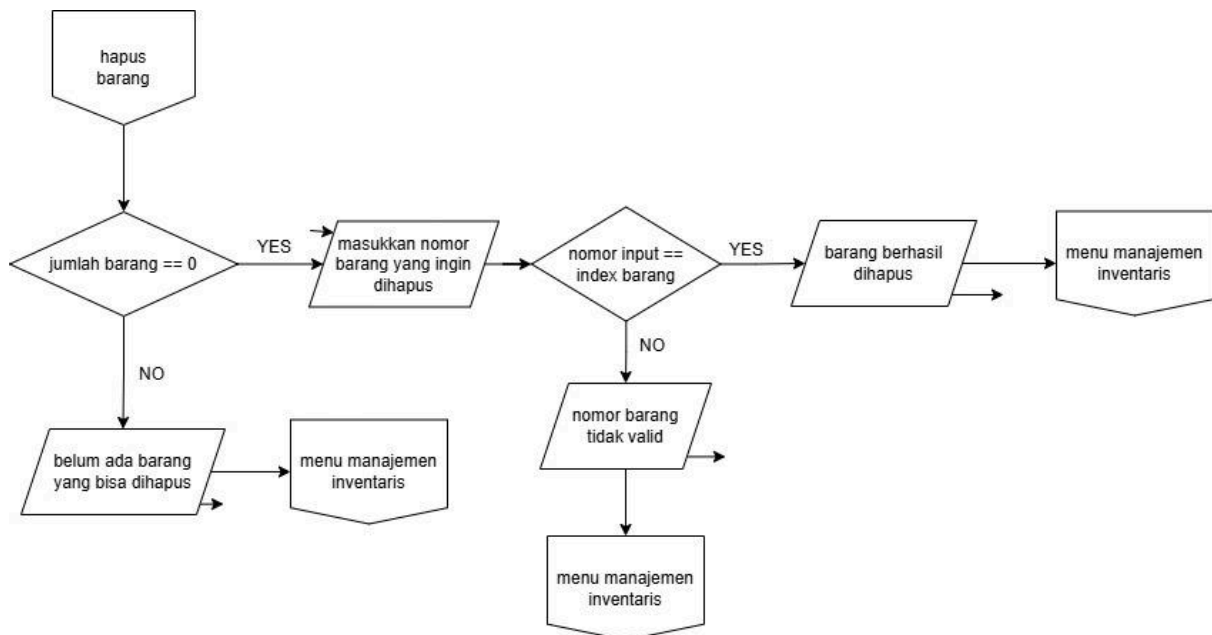 hapus
barang
jumlah barang == 0
YES
masukkan nomor
barang yang ingin
dihapus
nomor input ==
index barang
YES
barang berhasil
dihapus
menu manajemen
inventaris
NO
belum ada barang
yang bisa dihapus
menu manajemen
inventaris
NO
nomor barang
tidak valid
menu manajemen
inventaris